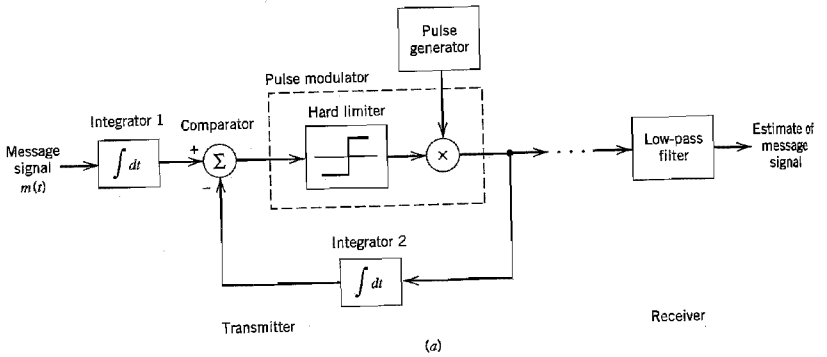 Pulse
generator
Pulse modulator
Hard limiter
Integrator 1
Comparator
Message
signal
m(t)
∫ dt
+
Σ
−
×
Low-pass
filter
Estimate of
message
signal
Integrator 2
∫ dt
Transmitter
Receiver
(a)